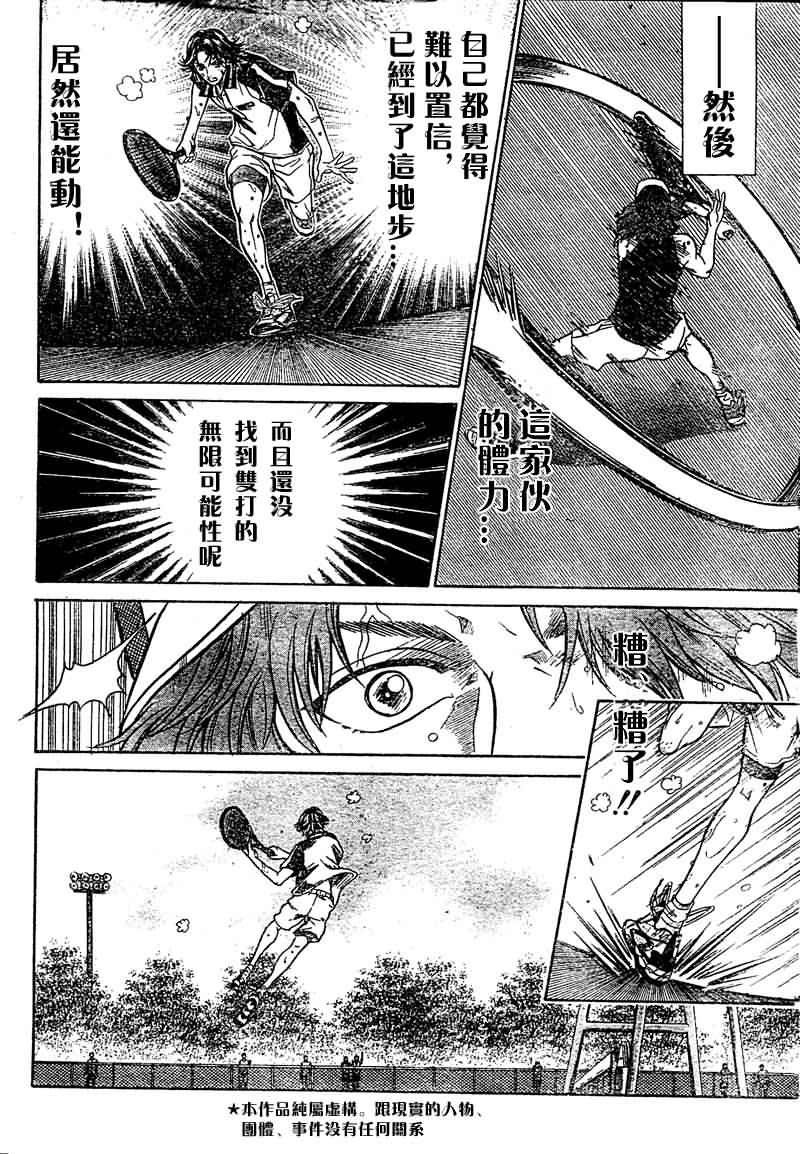 ——然後
這家伙
的體力…
自己都覺得
難以置信，
已經到了這地步…
居然還能動！
而且還没
找到雙打的
無限可能性呢
糟、
糟了!!
★本作品純屬虛構。跟現實的人物、
團體、事件没有任何關系